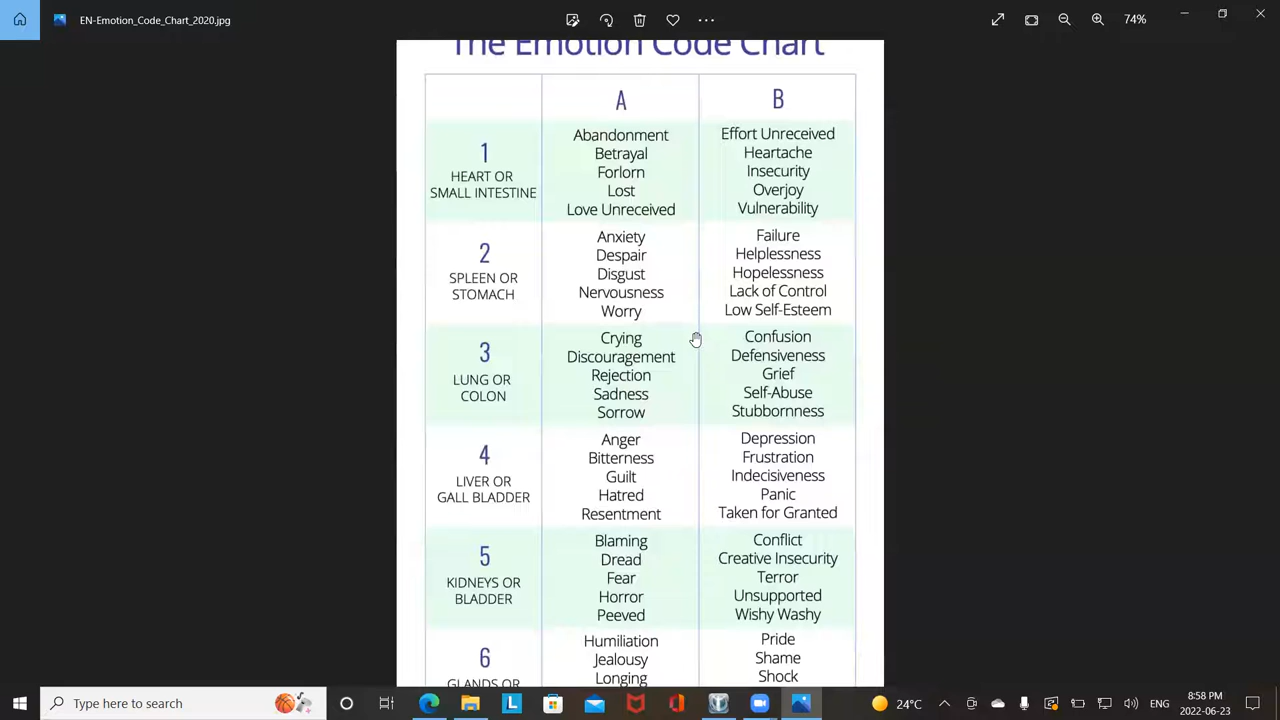 EN-Emotion_Code_Chart_2020.jpg
74%
The Emotion Code Chart
A
B
1
HEART OR
SMALL INTESTINE
Abandonment
Betrayal
Forlorn
Lost
Love Unreceived
Effort Unreceived
Heartache
Insecurity
Overjoy
Vulnerability
2
SPLEEN OR
STOMACH
Anxiety
Despair
Disgust
Nervousness
Worry
Failure
Helplessness
Hopelessness
Lack of Control
Low Self-Esteem
3
LUNG OR
COLON
Crying
Discouragement
Rejection
Sadness
Sorrow
Confusion
Defensiveness
Grief
Self-Abuse
Stubbornness
4
LIVER OR
GALL BLADDER
Anger
Bitterness
Guilt
Hatred
Resentment
Depression
Frustration
Indecisiveness
Panic
Taken for Granted
5
KIDNEYS OR
BLADDER
Blaming
Dread
Fear
Horror
Peeved
Conflict
Creative Insecurity
Terror
Unsupported
Wishy Washy
6
GLANDS OR
Humiliation
Jealousy
Longing
Pride
Shame
Shock
Type here to search
L
24°C
ENG
8:58 PM
2022-06-23